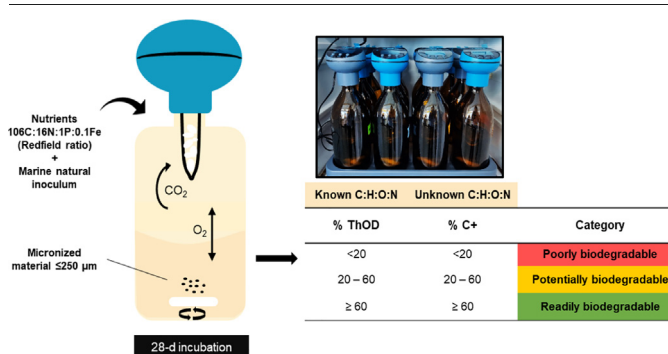 Nutrients
106C:16N:1P:0.1Fe
(Redfield ratio)
+
Marine natural
inoculum
CO₂
O₂
Micronized
material ≤250 µm
28-d incubation
Known C:H:O:N Unknown C:H:O:N
% ThOD % C+ Category
<20 <20 Poorly biodegradable
20 – 60 20 – 60 Potentially biodegradable
≥ 60 ≥ 60 Readily biodegradable